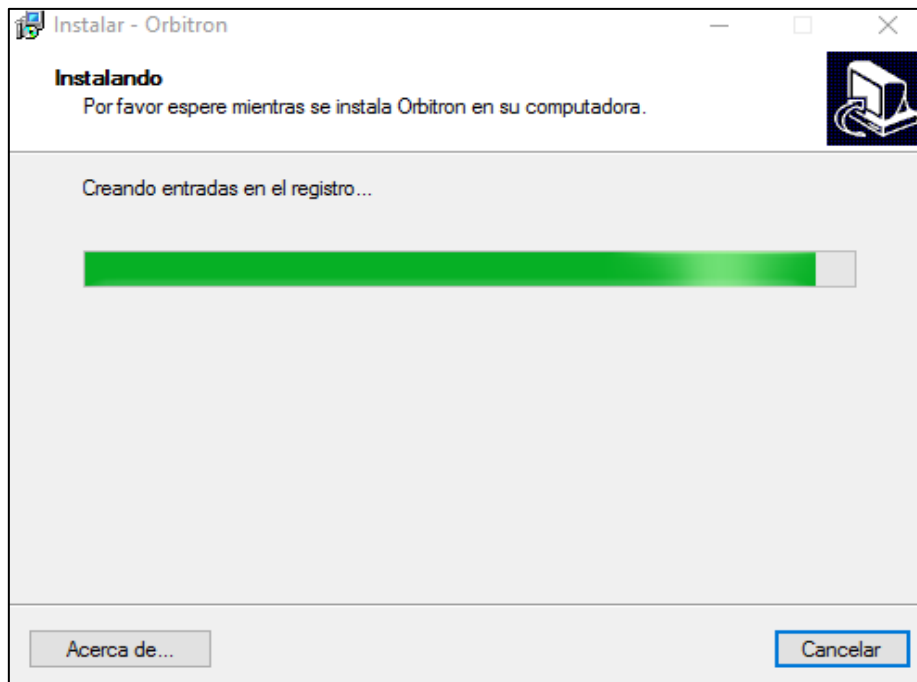 Instalar - Orbitron
Instalando
Por favor espere mientras se instala Orbitron en su computadora.
Creando entradas en el registro...
Acerca de...
Cancelar